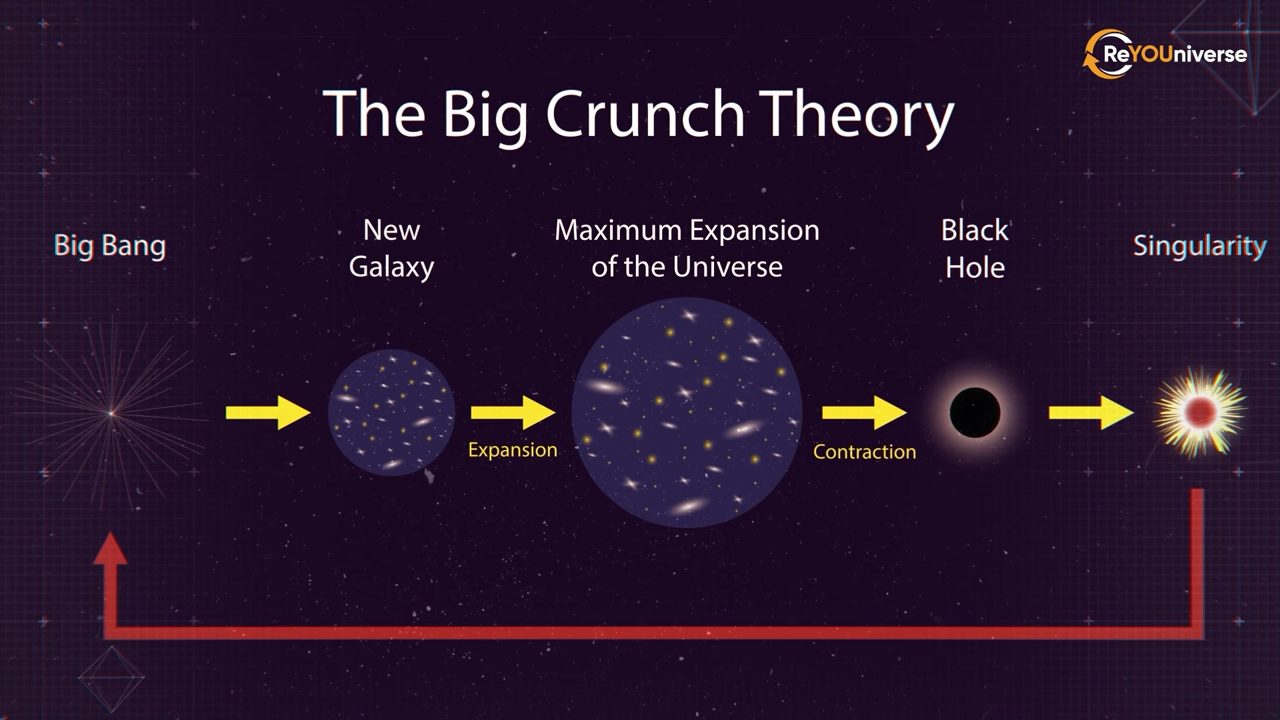 ReYOUniverse
The Big Crunch Theory
Big Bang
New
Galaxy
Maximum Expansion
of the Universe
Black
Hole
Singularity
Expansion
Contraction